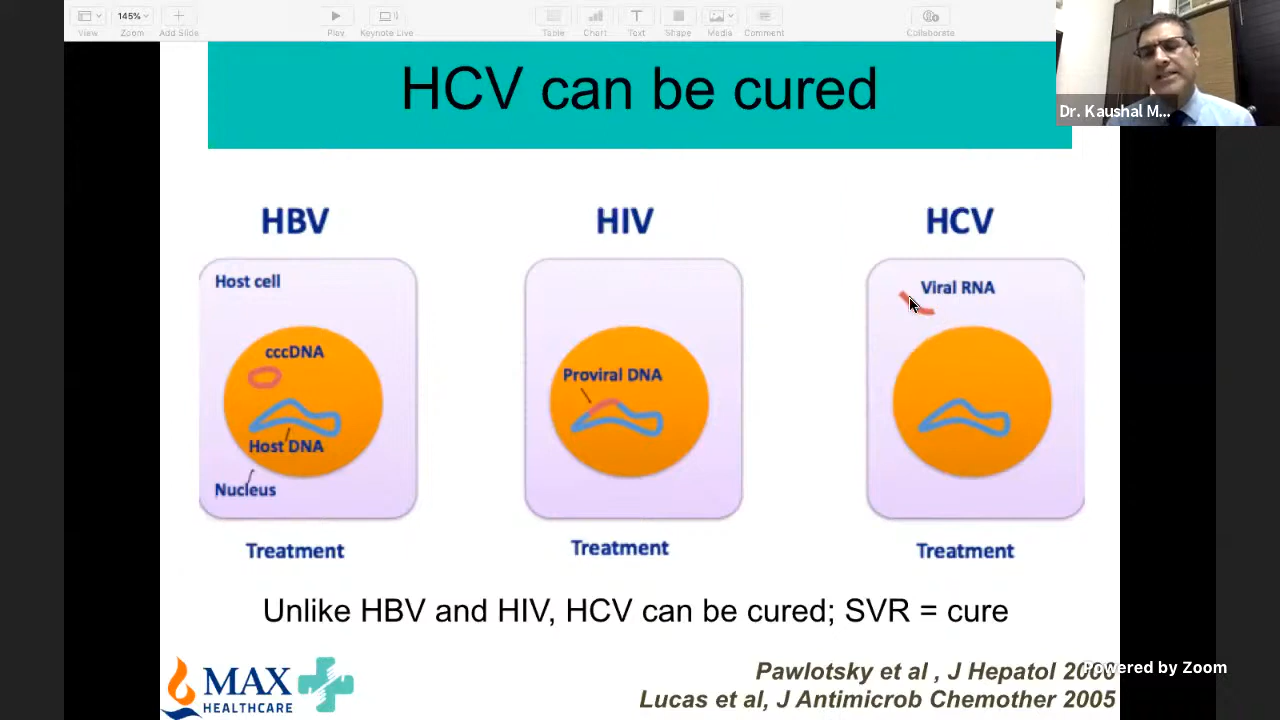 145%
View
Zoom
Add Slide
Play
Keynote Live
Table
Chart
Text
Shape
Media
Comment
Collaborate
Dr. Kaushal M...
HCV can be cured
HBV
HIV
HCV
Host cell
cccDNA
Host DNA
Nucleus
Proviral DNA
Viral RNA
Treatment
Treatment
Treatment
Unlike HBV and HIV, HCV can be cured; SVR = cure
MAX
HEALTHCARE
Pawlotsky et al , J Hepatol
Lucas et al, J Antimicrob Chemother 2005
Powered by Zoom